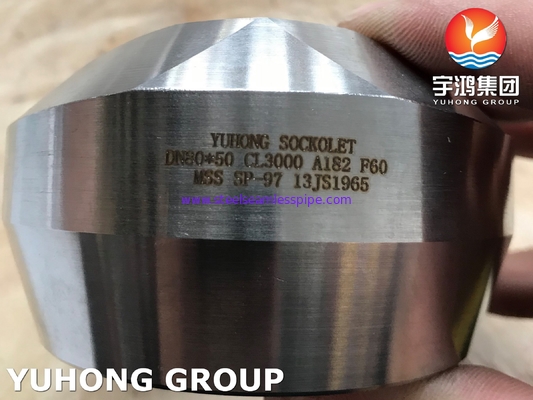 宇鸿集团
YUHONG GROUP
YUHONG SOCKOLET
DN80*50 CL3000 A182 F60
MSS SP-97 13JS1965
www.steelseamlesspipe.com
YUHONG GROUP